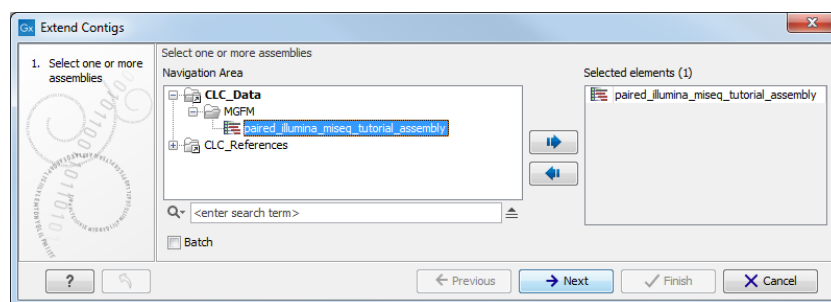 Gx Extend Contigs
1. Select one or more
assemblies
Select one or more assemblies
Navigation Area
CLC_Data
MGFM
paired_illumina_miseq_tutorial_assembly
CLC_References
<enter search term>
Batch
Selected elements (1)
paired_illumina_miseq_tutorial_assembly
?
Previous
Next
Finish
Cancel